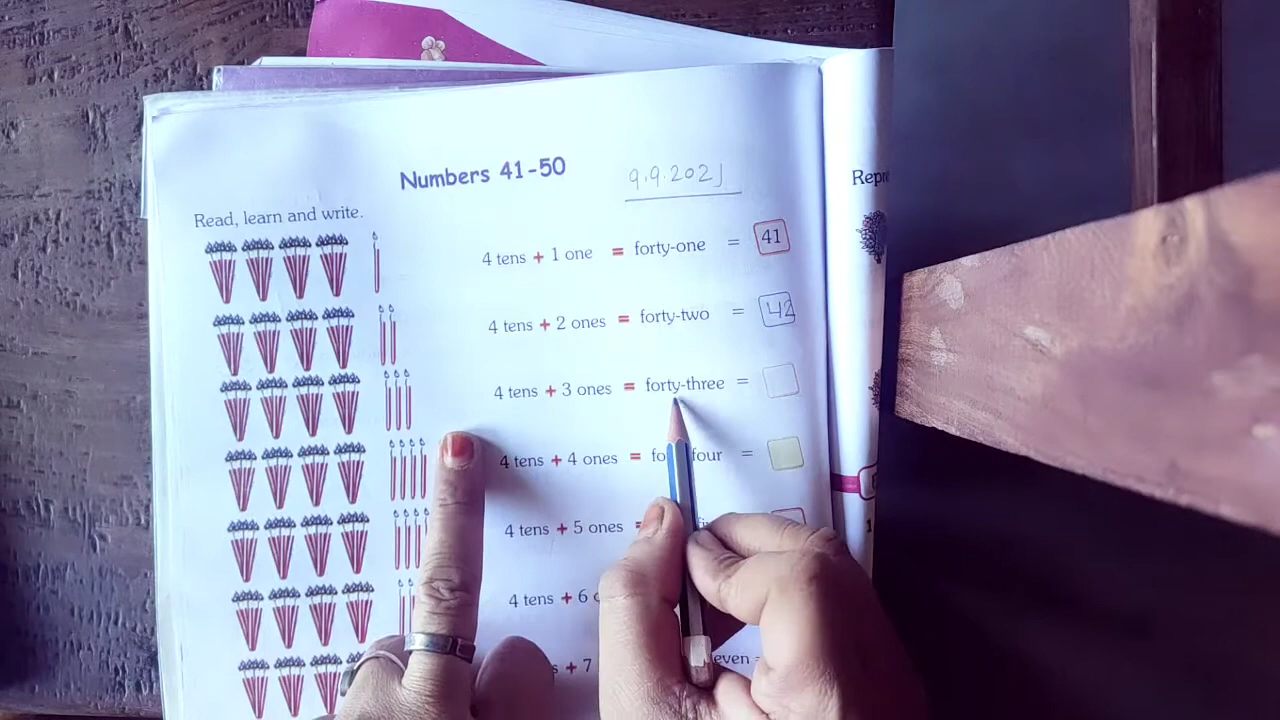 Numbers 41-50
9.9.2021
Read, learn and write.
4 tens + 1 one = forty-one = 41
4 tens + 2 ones = forty-two = 42
4 tens + 3 ones = forty-three =
4 tens + 4 ones = four =
4 tens + 5 ones =
4 tens + 6
+ 7